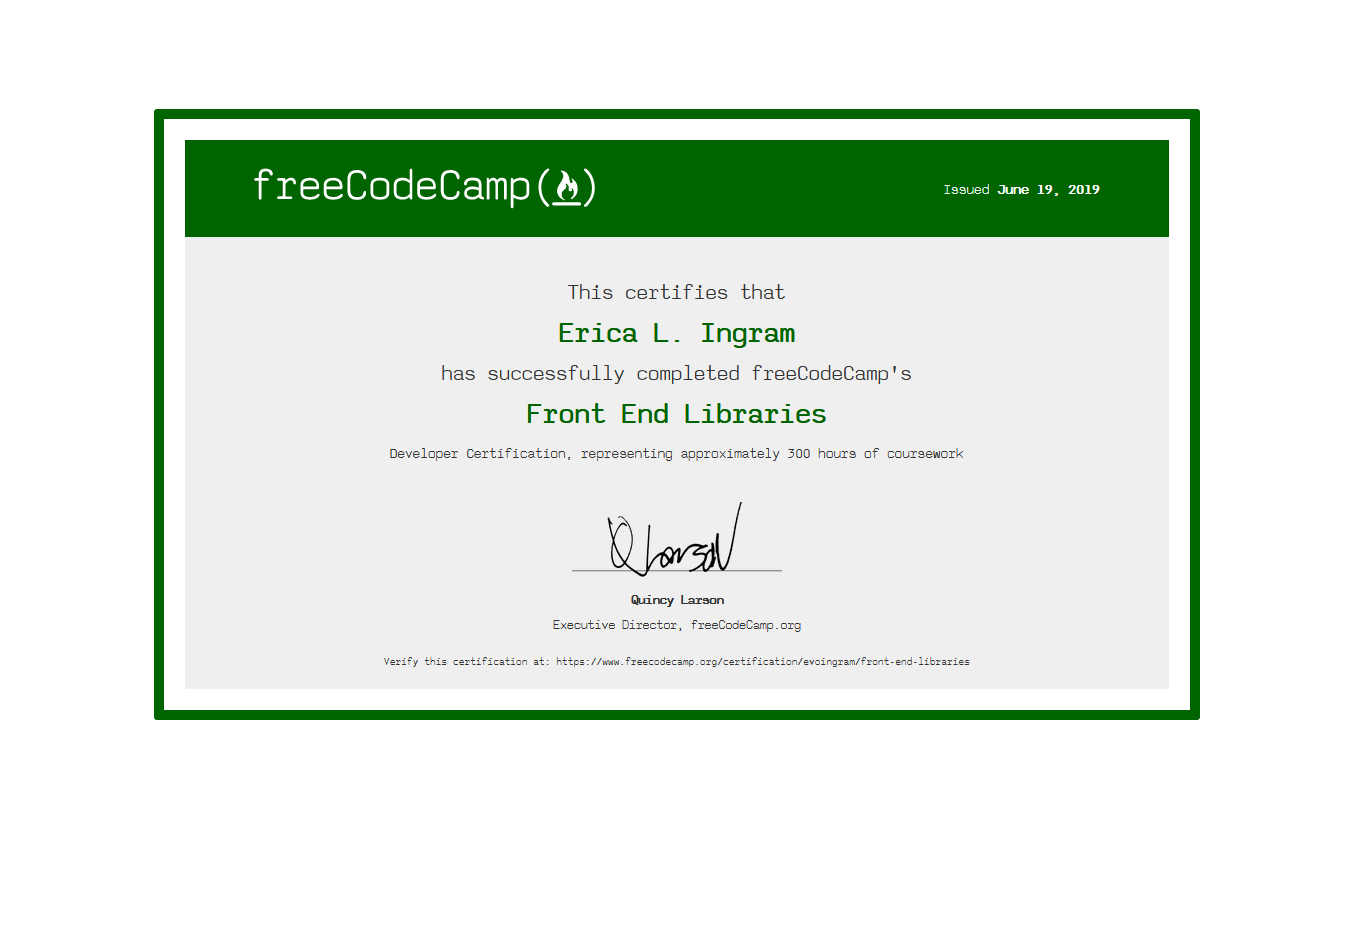 freeCodeCamp(🔥)
Issued June 19, 2019
This certifies that
Erica L. Ingram
has successfully completed freeCodeCamp's
Front End Libraries
Developer Certification, representing approximately 300 hours of coursework
Q Larson
Quincy Larson
Executive Director, freeCodeCamp.org
Verify this certification at: https://www.freecodecamp.org/certification/evoingram/front-end-libraries